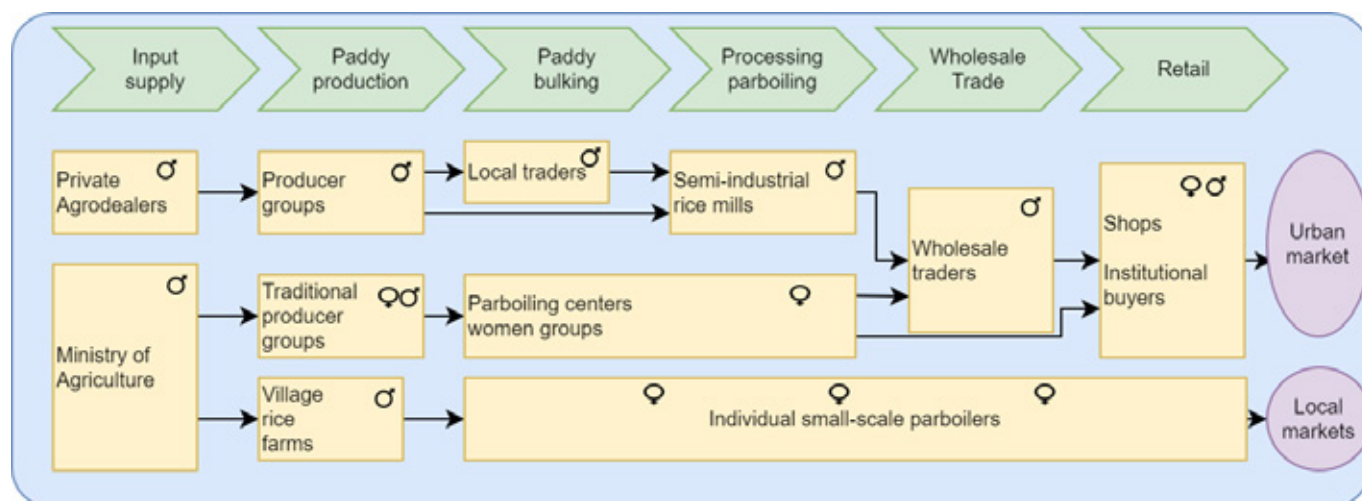 Input
supply
Paddy
production
Paddy
bulking
Processing
parboiling
Wholesale
Trade
Retail
Private
Agrodealers
Producer
groups
Local traders
Semi-industrial
rice mills
Wholesale
traders
Shops
Institutional
buyers
Urban
market
Ministry of
Agriculture
Traditional
producer
groups
Parboiling centers
women groups
Village
rice
farms
Individual small-scale parboilers
Local
markets